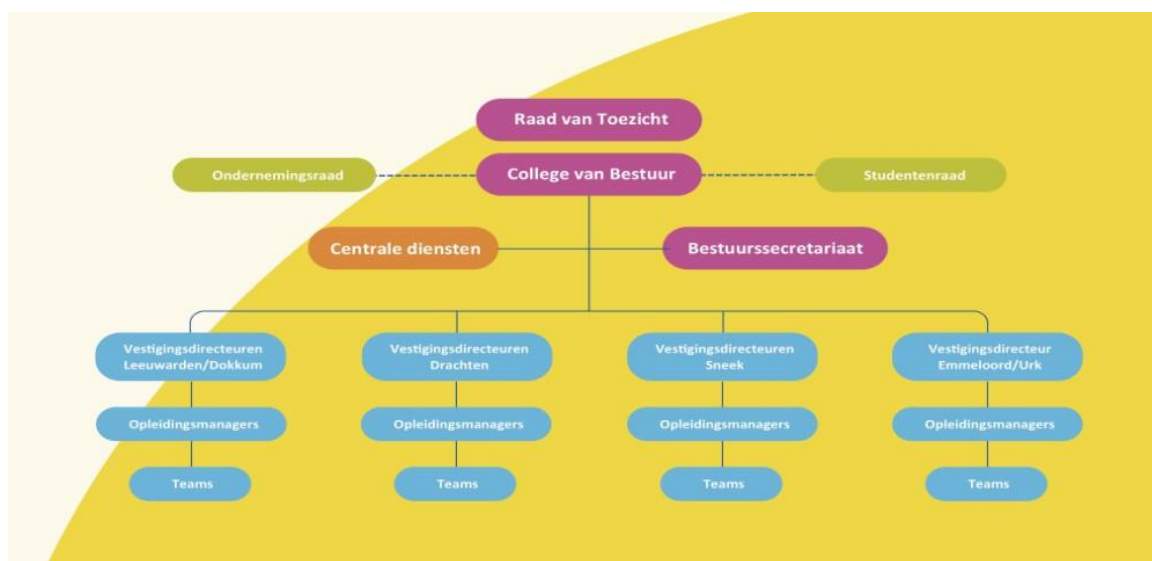 Raad van Toezicht
Ondernemingsraad
College van Bestuur
Studentenraad
Centrale diensten
Bestuurssecretariaat
Vestigingsdirecteuren
Leeuwarden/Dokkum
Vestigingsdirecteuren
Drachten
Vestigingsdirecteuren
Sneek
Vestigingsdirecteur
Emmeloord/Urk
Opleidingsmanagers
Opleidingsmanagers
Opleidingsmanagers
Opleidingsmanagers
Teams
Teams
Teams
Teams